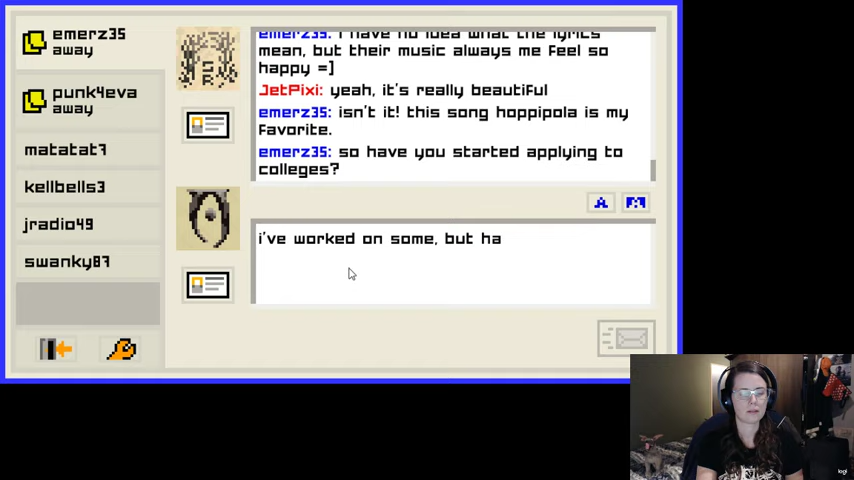 emerz35
away
punk4eva
away
matatat7
kellbells3
jradio49
swanky87
emerz35: i have no idea what the lyrics
mean, but their music always me feel so
happy =]
JetPixi: yeah, it's really beautiful
emerz35: isn't it! this song hoppipola is my
favorite.
emerz35: so have you started applying to
colleges?
A
i've worked on some, but ha
logi